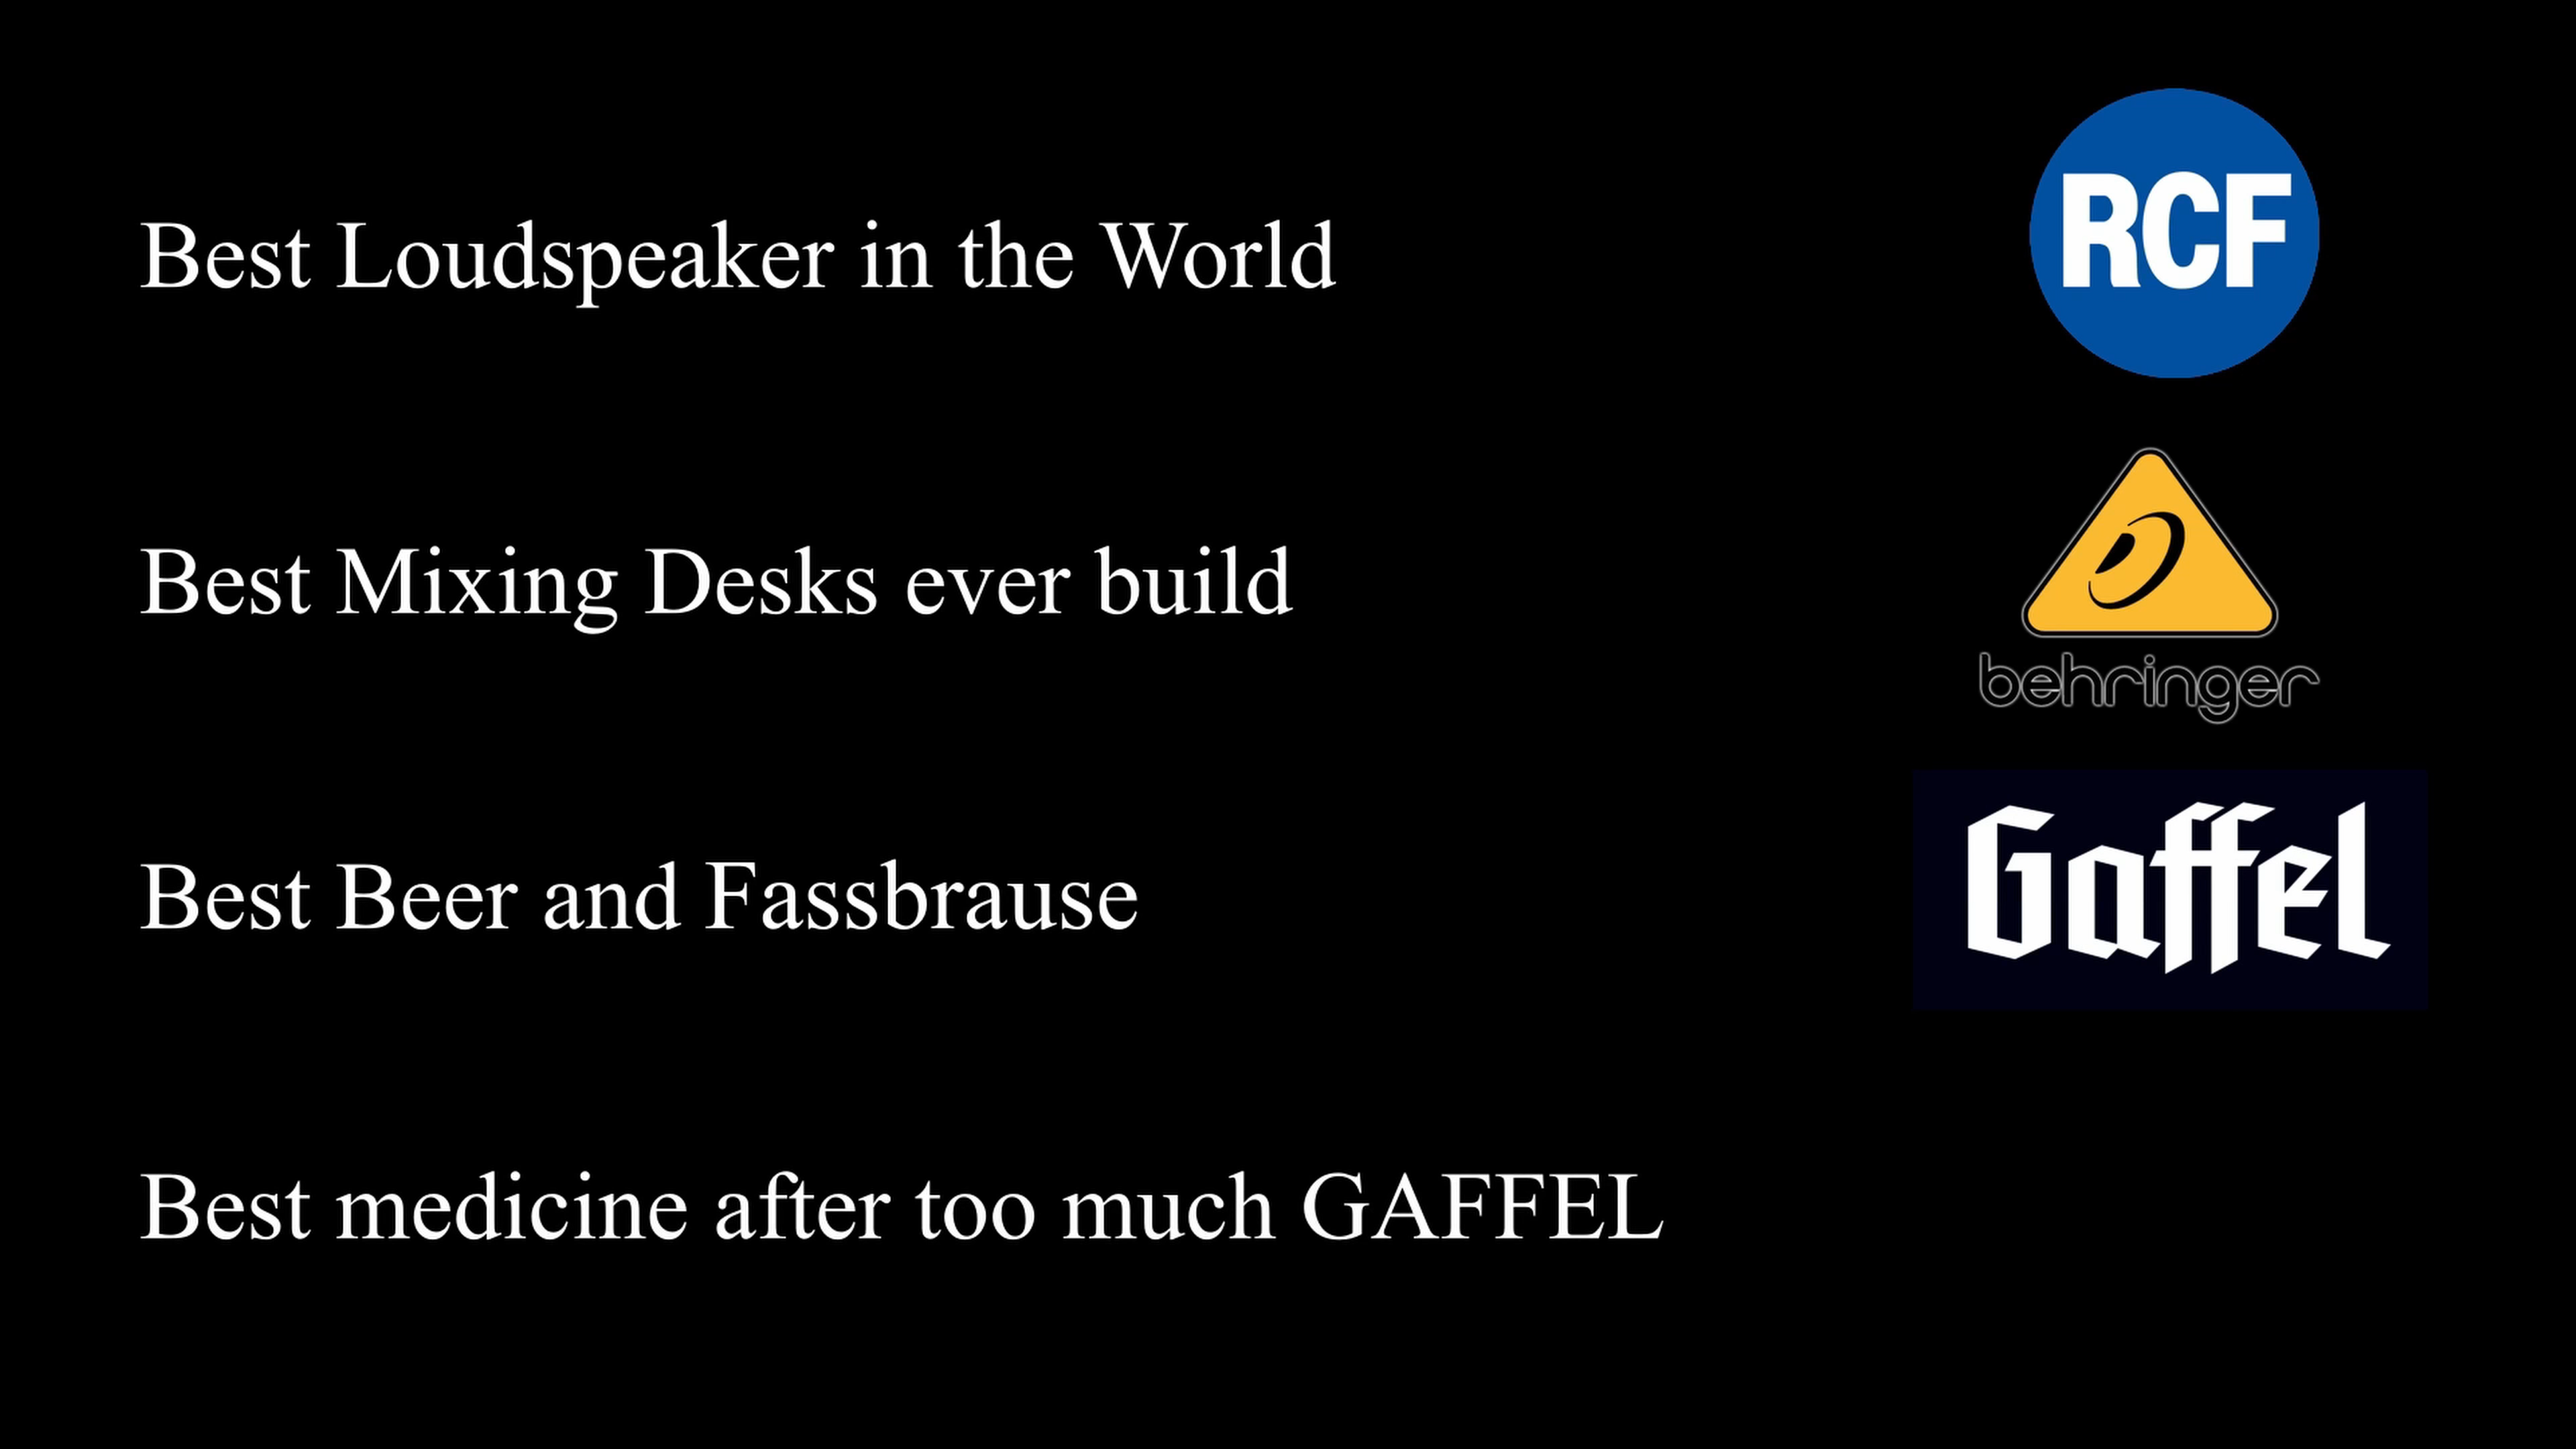 Best Loudspeaker in the World
RCF
Best Mixing Desks ever build
behringer
Best Beer and Fassbrause
Gaffel
Best medicine after too much GAFFEL